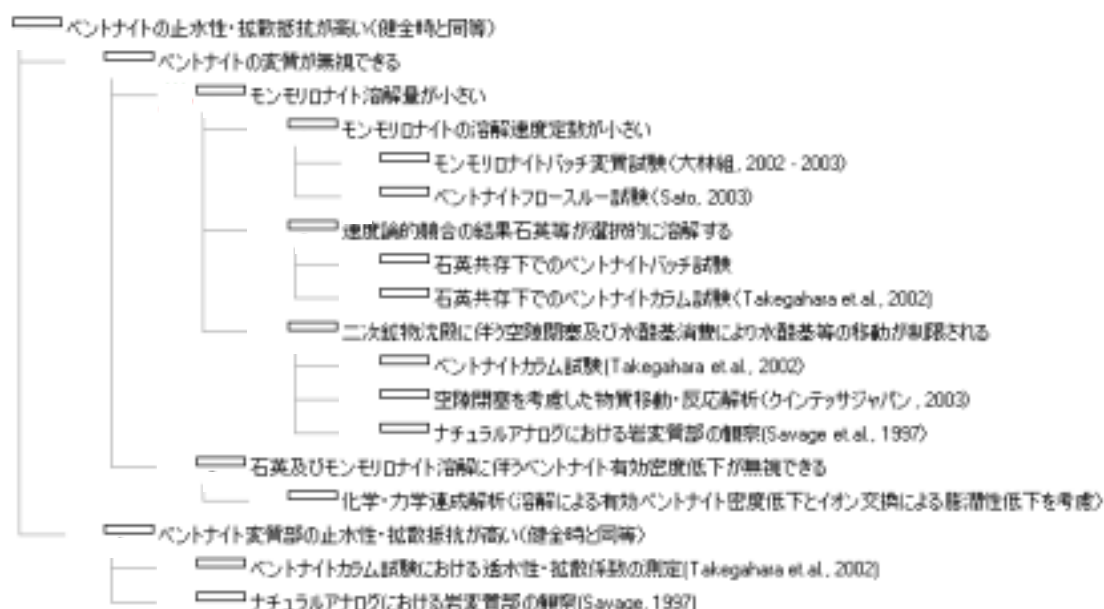 ベントナイトの止水性・拡散抵抗が高い(健全時と同等)
ベントナイトの変質が無視できる
モンモリロナイト溶解量が小さい
モンモリロナイトの溶解速度定数が小さい
モンモリロナイトバッチ変質試験(大林組, 2002 - 2003)
ベントナイトフロースルー試験(Sato, 2003)
速度論的競合の結果石英等が選択的に溶解する
石英共存下でのベントナイトバッチ試験
石英共存下でのベントナイトカラム試験(Takegahara et.al., 2002)
二次鉱物沈殿に伴う空隙閉塞及び水酸基消費により水酸基等の移動が制限される
ベントナイトカラム試験(Takegahara et.al., 2002)
空隙閉塞を考慮した物質移動・反応解析(クインテッサジャパン, 2003)
ナチュラルアナログにおける岩変質部の観察(Savage et.al., 1997)
石英及びモンモリロナイト溶解に伴うベントナイト有効密度低下が無視できる
化学・力学連成解析(溶解による有効ベントナイト密度低下とイオン交換による膨潤性低下を考慮)
ベントナイト変質部の止水性・拡散抵抗が高い(健全時と同等)
ベントナイトカラム試験における透水性・拡散係数の測定(Takegahara et.al., 2002)
ナチュラルアナログにおける岩変質部の観察(Savage, 1997)